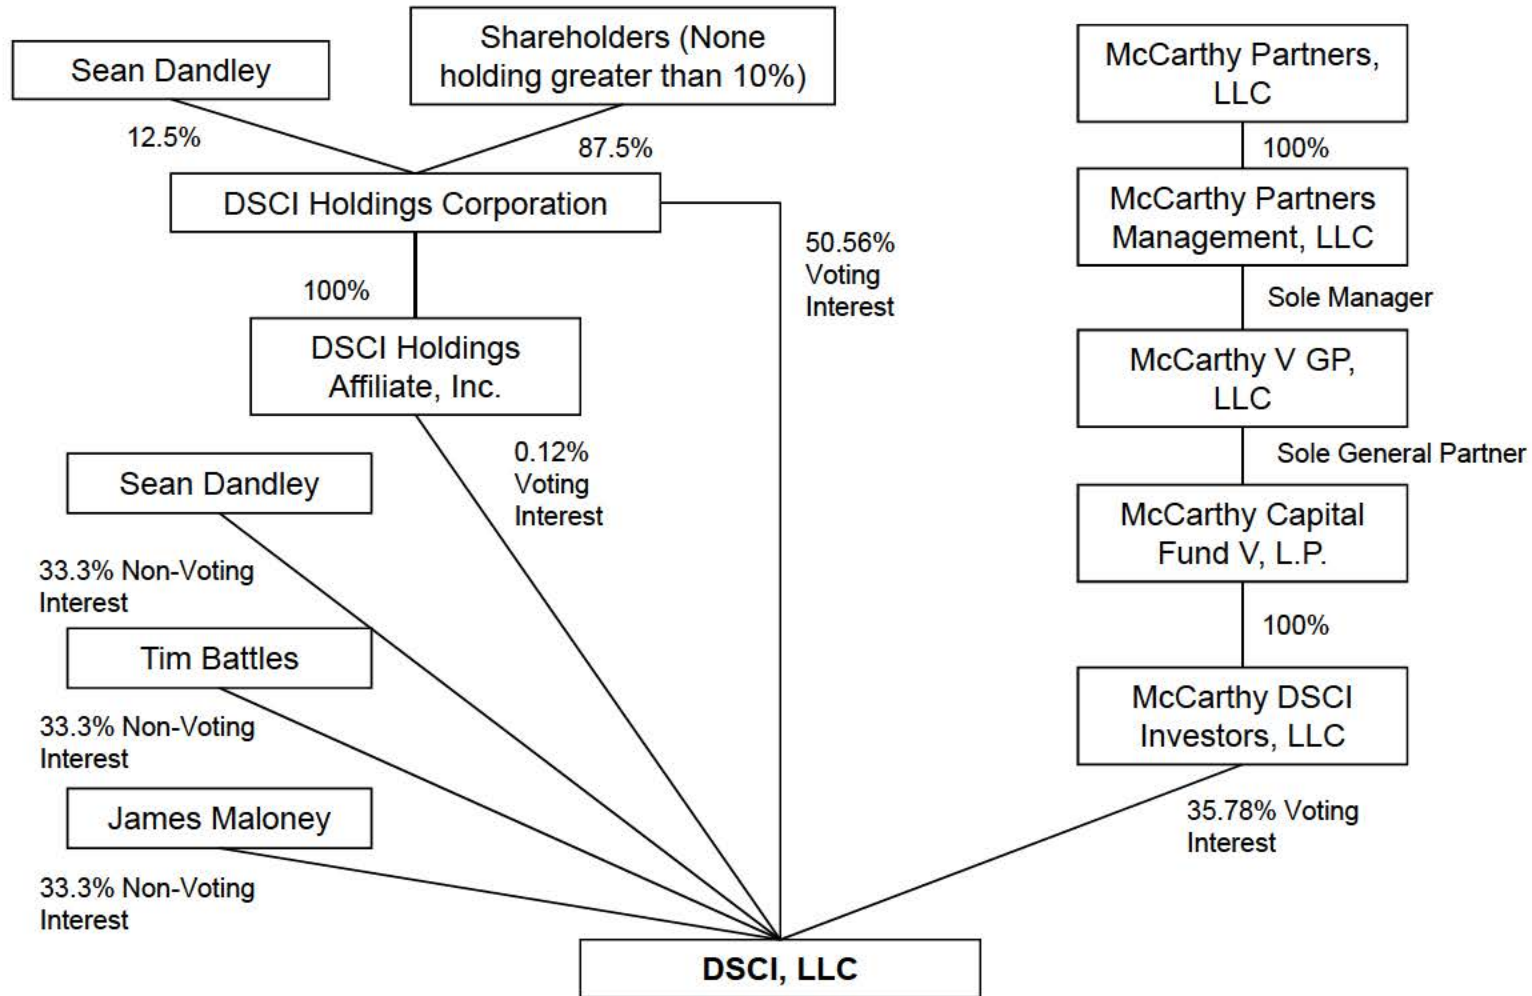 Sean Dandley
Shareholders (None
holding greater than 10%)
12.5%
87.5%
DSCI Holdings Corporation
50.56%
Voting
Interest
100%
DSCI Holdings
Affiliate, Inc.
0.12%
Voting
Interest
Sean Dandley
33.3% Non-Voting
Interest
Tim Battles
33.3% Non-Voting
Interest
James Maloney
33.3% Non-Voting
Interest
McCarthy Partners,
LLC
100%
McCarthy Partners
Management, LLC
Sole Manager
McCarthy V GP,
LLC
Sole General Partner
McCarthy Capital
Fund V, L.P.
100%
McCarthy DSCI
Investors, LLC
35.78% Voting
Interest
DSCI, LLC